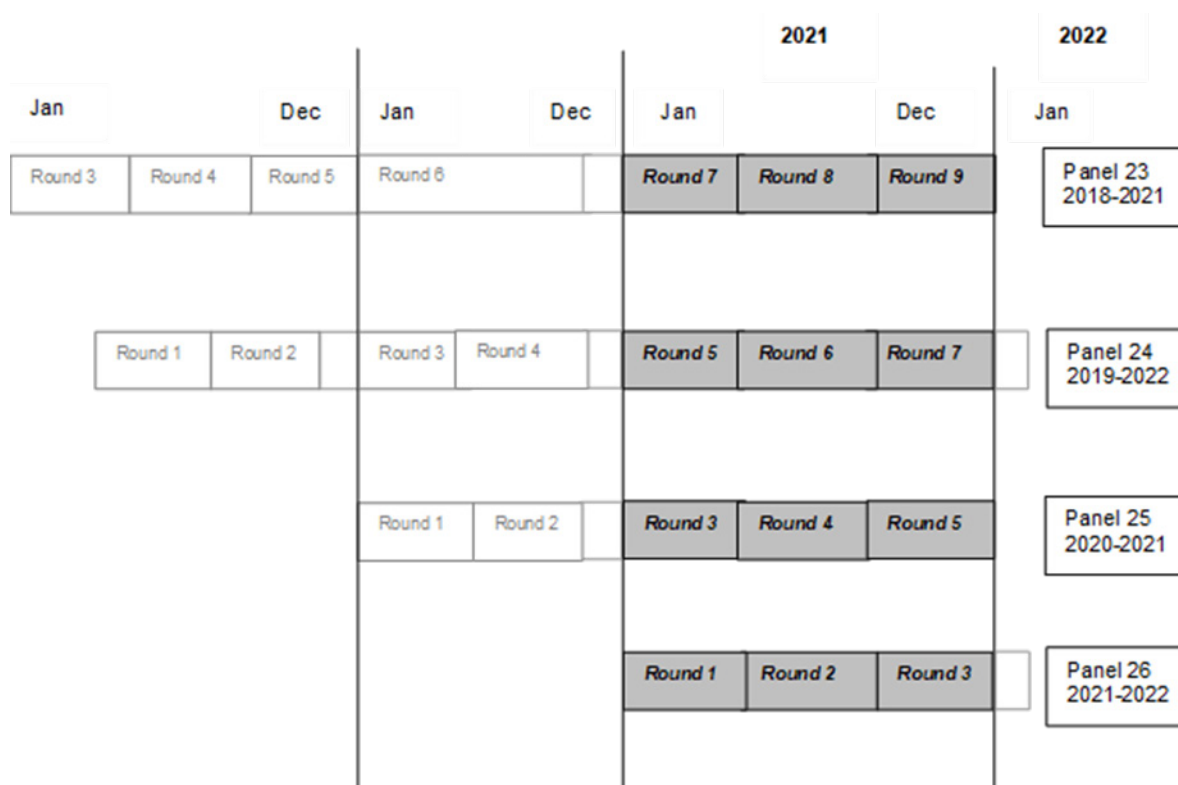 2021 2022
Jan Dec Jan Dec Jan Dec Jan
Round 3 Round 4 Round 5 Round 6 Round 7 Round 8 Round 9 Panel 23
2018-2021
Round 1 Round 2 Round 3 Round 4 Round 5 Round 6 Round 7 Panel 24
2019-2022
Round 1 Round 2 Round 3 Round 4 Round 5 Panel 25
2020-2021
Round 1 Round 2 Round 3 Panel 26
2021-2022